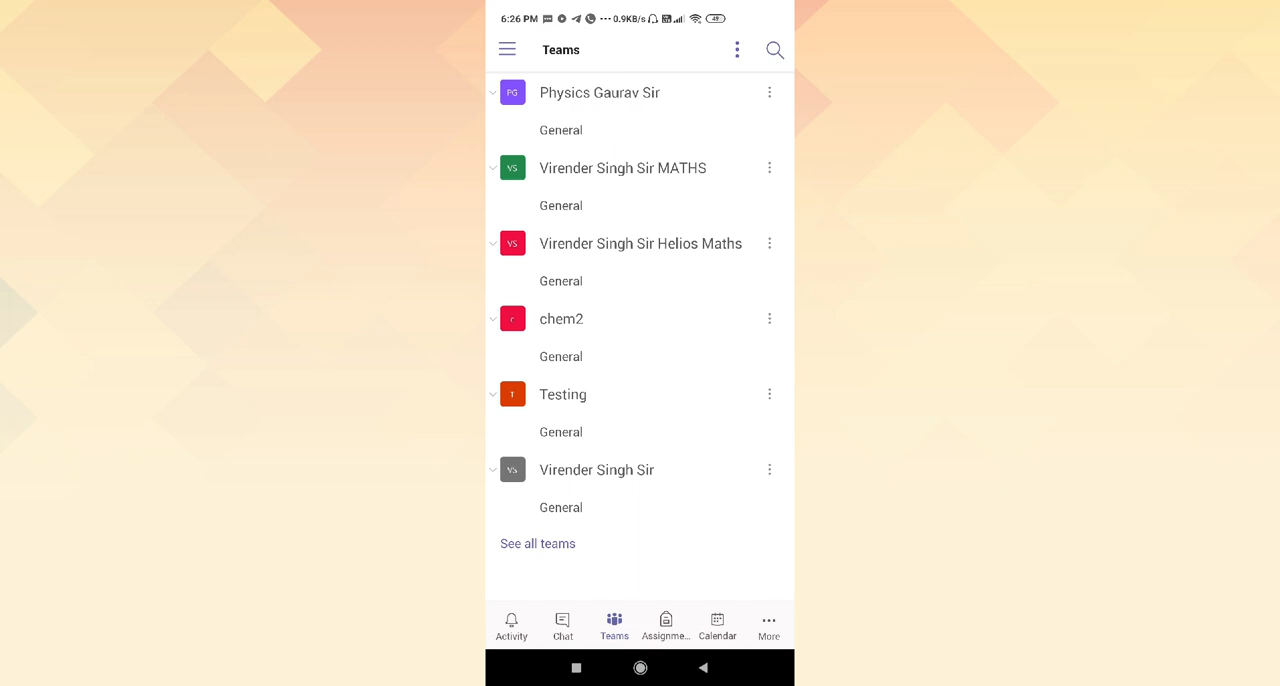 6:26 PM 0.9KB/s 49
Teams
PG Physics Gaurav Sir
General
VS Virender Singh Sir MATHS
General
VS Virender Singh Sir Helios Maths
General
c chem2
General
T Testing
General
VS Virender Singh Sir
General
See all teams
Activity Chat Teams Assignme... Calendar More